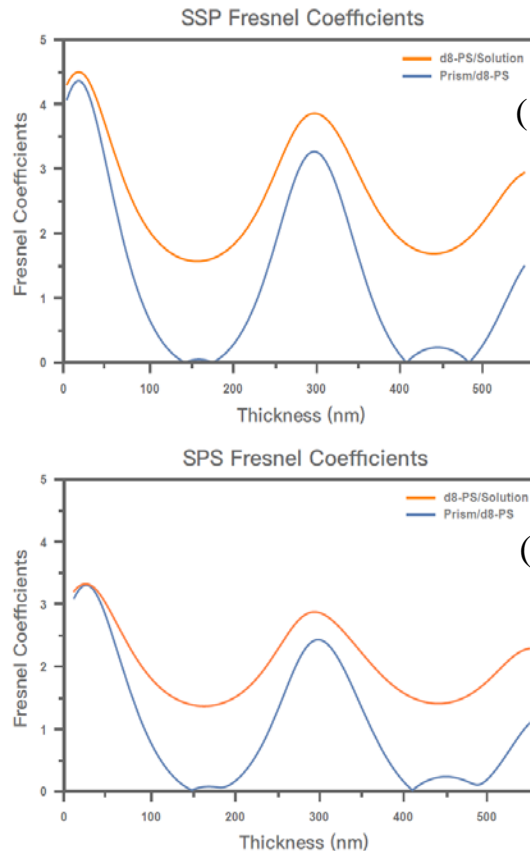 SSP Fresnel Coefficients
5
4
3
2
1
0
Fresnel Coefficients
d8-PS/Solution
Prism/d8-PS
(
0 100 200 300 400 500
Thickness (nm)
SPS Fresnel Coefficients
5
4
3
2
1
0
Fresnel Coefficients
d8-PS/Solution
Prism/d8-PS
(
0 100 200 300 400 500
Thickness (nm)